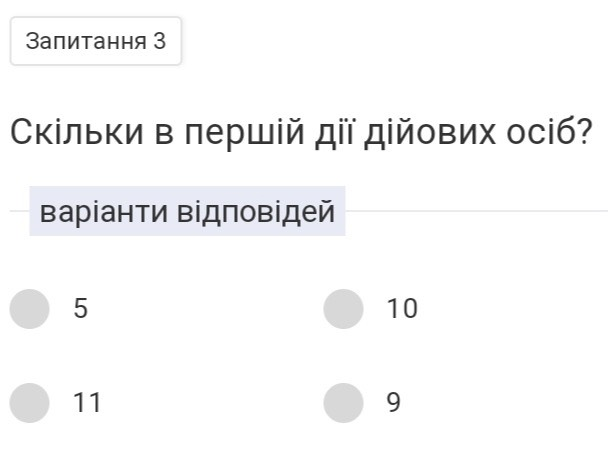 Запитання 3
Скільки в першій дії дійових осіб?
варіанти відповідей
5
10
11
9